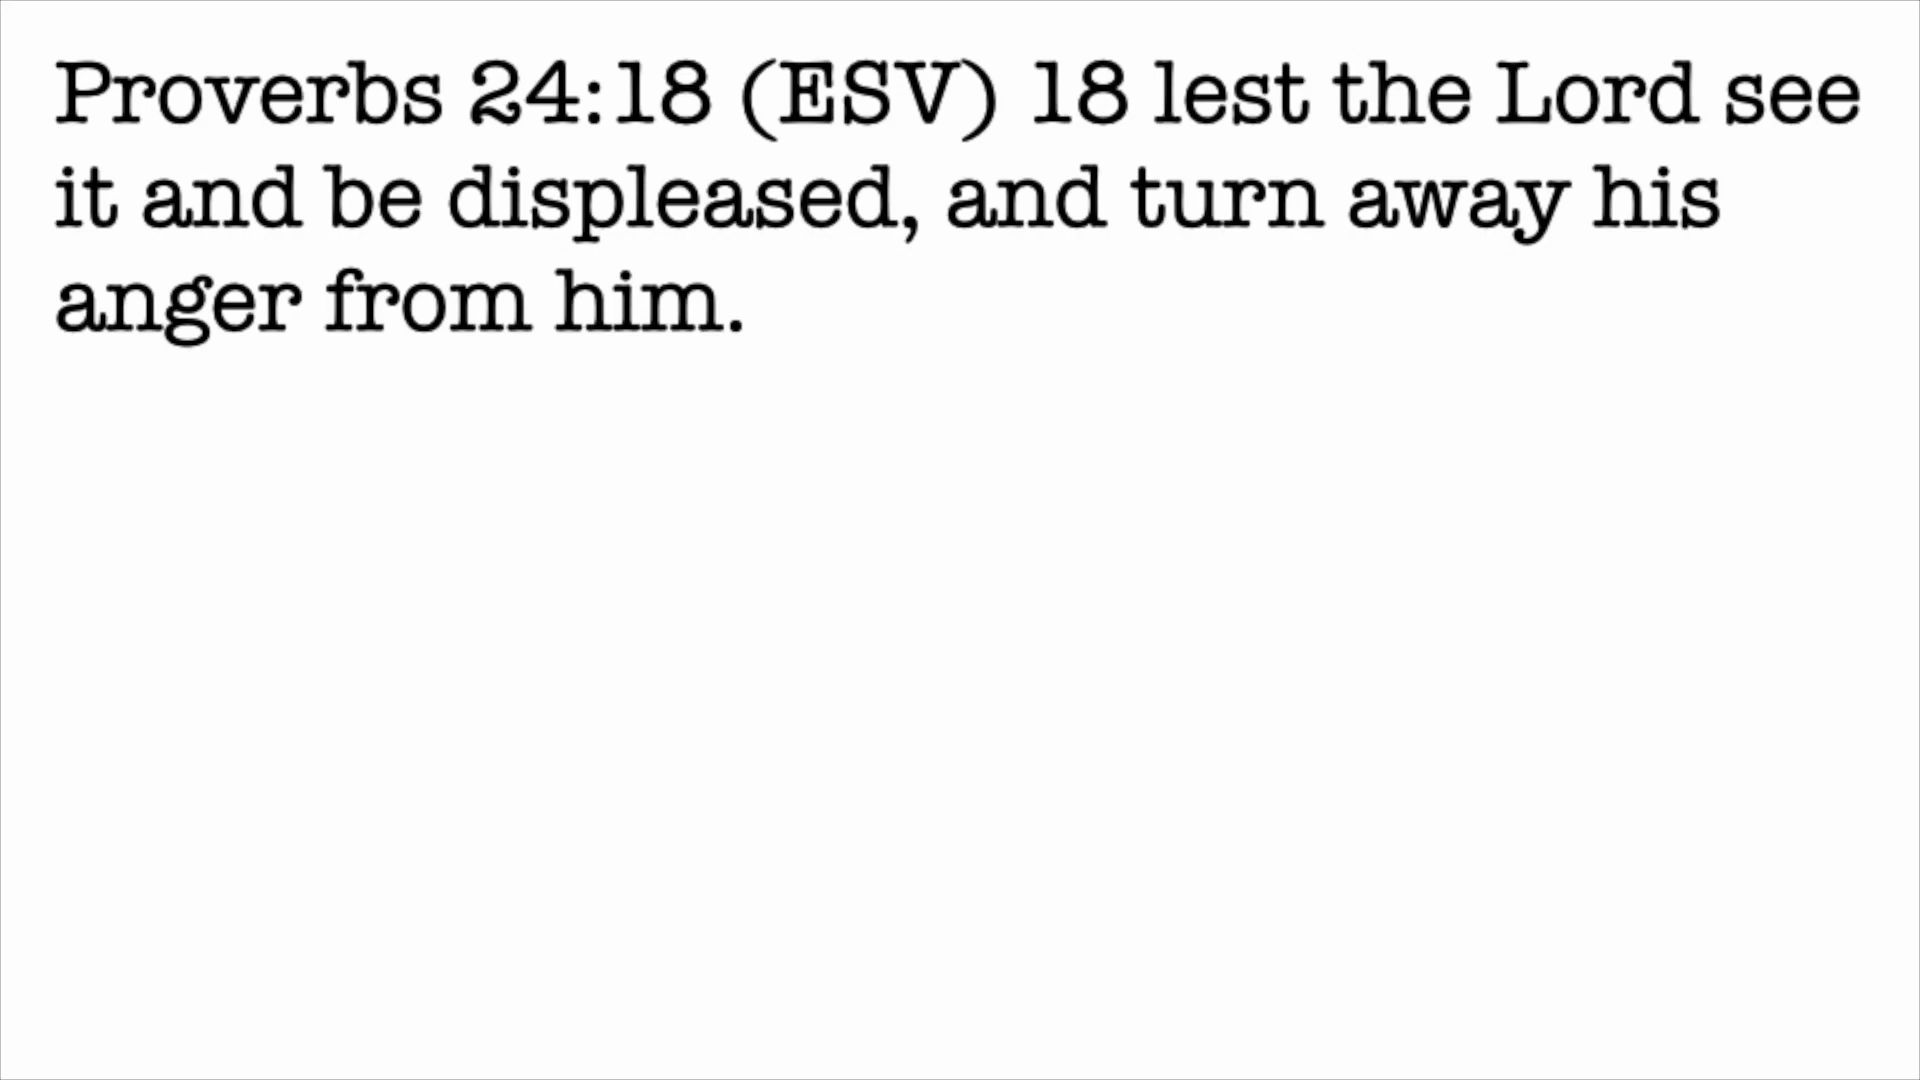 Proverbs 24:18 (ESV) 18 lest the Lord see
it and be displeased, and turn away his
anger from him.